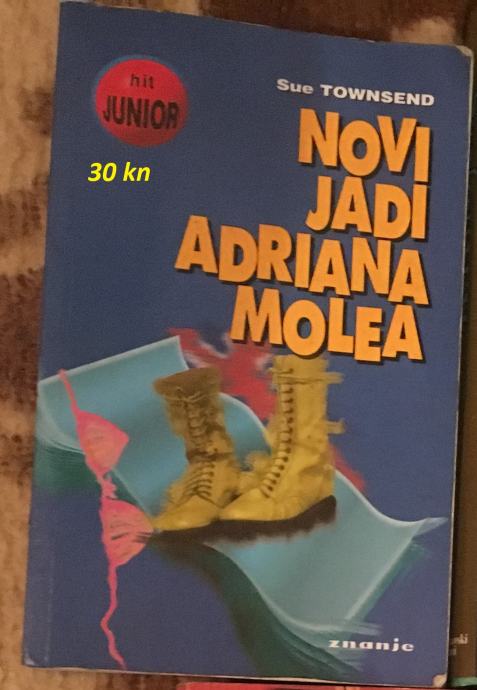 hit
JUNIOR
30 kn
Sue TOWNSEND
NOVI
JADI
ADRIANA
MOLEA
znanje